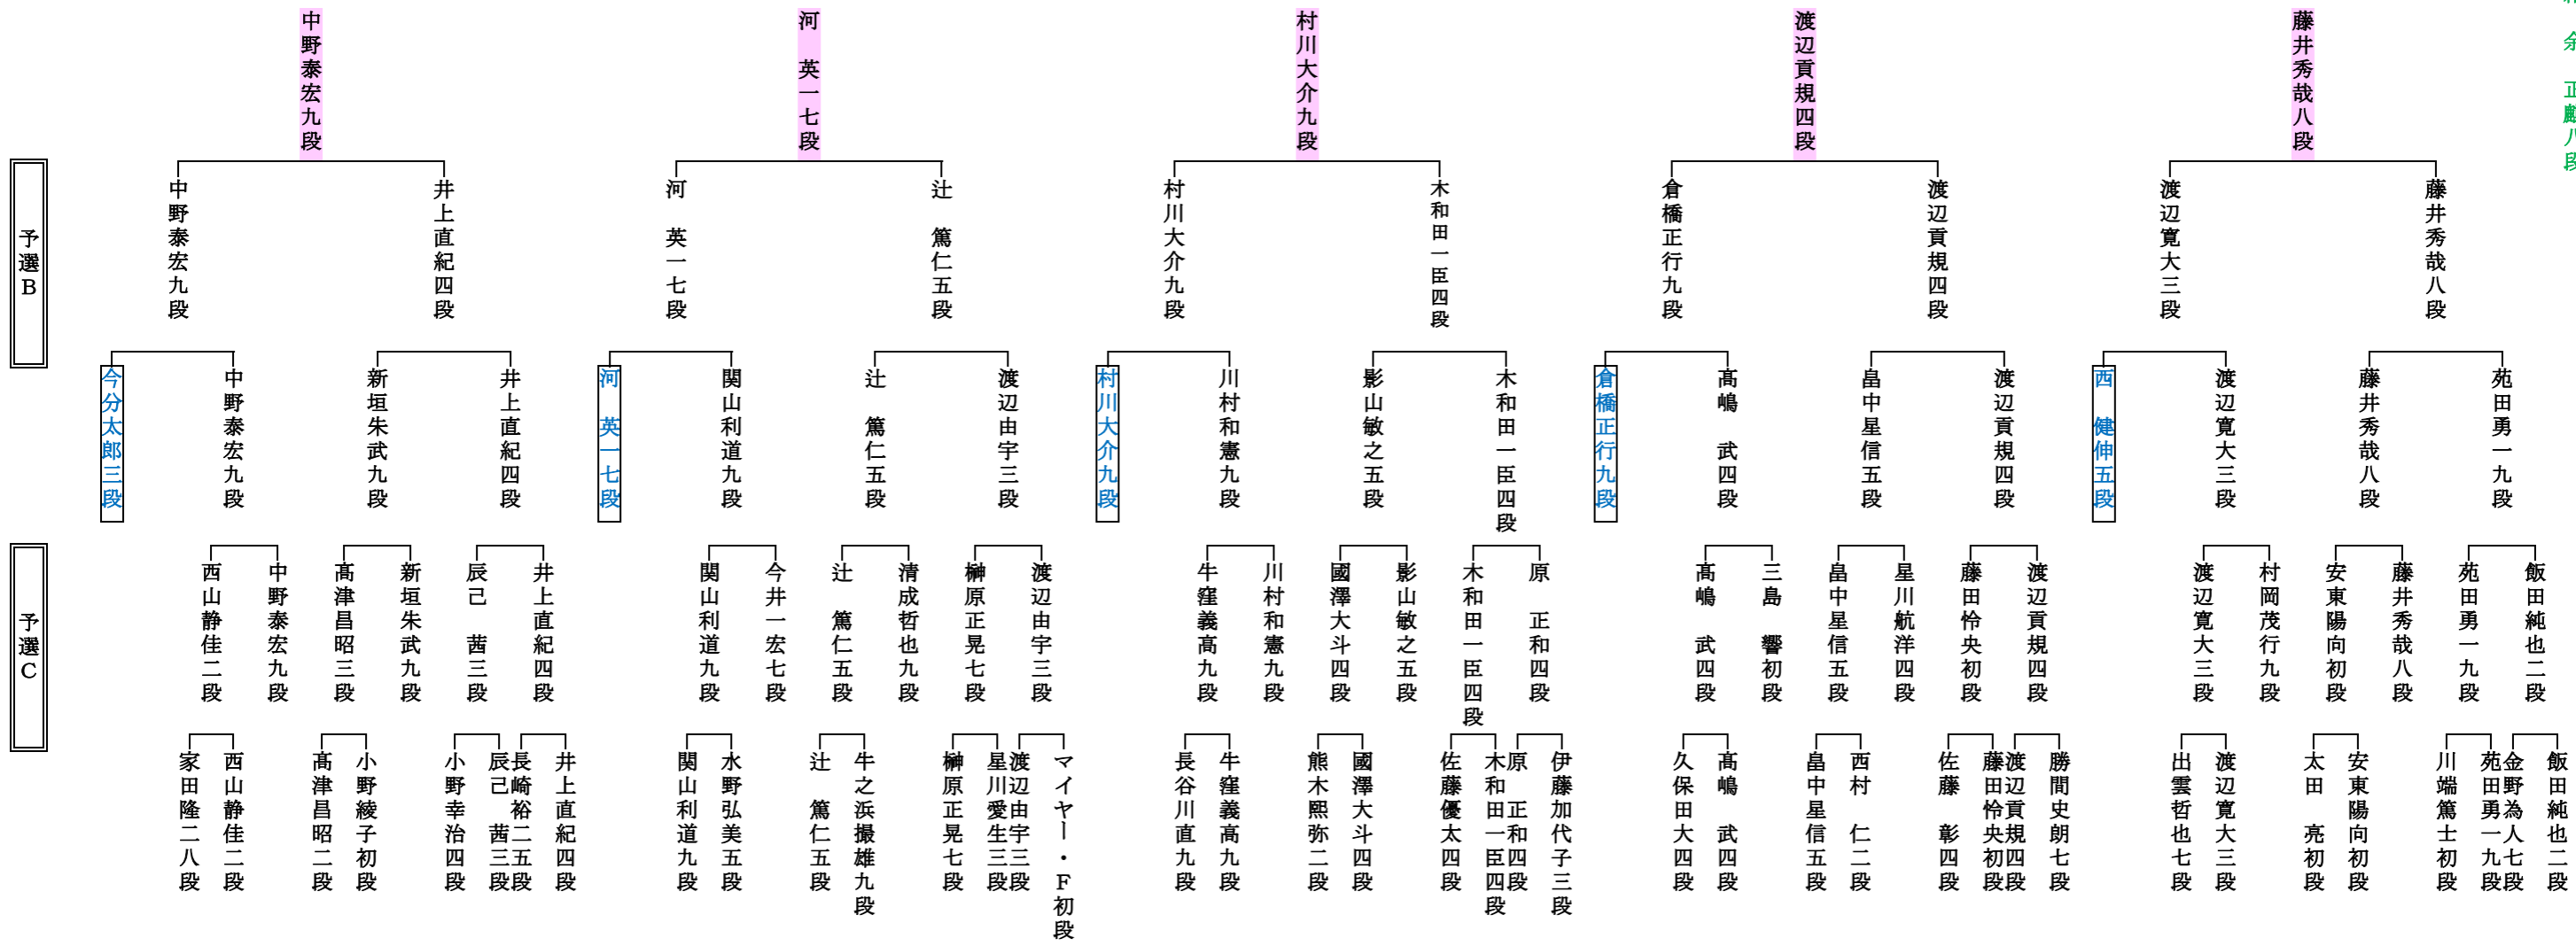 中野泰宏九段
河　英一七段
村川大介九段
渡辺貢規四段
藤井秀哉八段
余　正麒八段
予選B
中野泰宏九段
井上直紀四段
河　英一七段
辻　篤仁五段
村川大介九段
木和田一臣四段
倉橋正行九段
渡辺貢規四段
渡辺寛大三段
藤井秀哉八段
今分太郎三段
中野泰宏九段
新垣朱武九段
井上直紀四段
河　英一七段
関山利道九段
辻　篤仁五段
渡辺由宇三段
村川大介九段
川村和憲九段
影山敏之五段
木和田一臣四段
倉橋正行九段
髙嶋　武四段
畠中星信五段
渡辺貢規四段
西　健伸五段
渡辺寛大三段
藤井秀哉八段
苑田勇一九段
予選C
西山静佳二段
中野泰宏九段
髙津昌昭三段
新垣朱武九段
辰己　茜三段
井上直紀四段
関山利道九段
今井一宏七段
辻　篤仁五段
清成哲也九段
榊原正晃七段
渡辺由宇三段
牛窪義高九段
川村和憲九段
國澤大斗四段
影山敏之五段
木和田一臣四段
原　正和四段
髙嶋　武四段
三島　響初段
畠中星信五段
星川航洋四段
藤田怜央初段
渡辺貢規四段
渡辺寛大三段
村岡茂行九段
安東陽向初段
藤井秀哉八段
苑田勇一九段
飯田純也二段
家田隆二八段
西山静佳二段
髙津昌昭二段
小野綾子初段
小野幸治四段
辰己　茜三段
長崎裕二五段
井上直紀四段
関山利道九段
水野弘美五段
辻　篤仁五段
牛之浜撮雄九段
榊原正晃七段
星川愛生三段
渡辺由宇三段
マイヤー・F初段
長谷川直九段
牛窪義高九段
熊木熙弥二段
國澤大斗四段
佐藤優太四段
木和田一臣四段
原　正和四段
伊藤加代子三段
久保田大四段
髙嶋　武四段
畠中星信五段
西村　仁二段
佐藤　彰四段
藤田怜央初段
渡辺貢規四段
勝間史朗七段
出雲哲也七段
渡辺寛大三段
太田　亮初段
安東陽向初段
川端篤士初段
苑田勇一九段
金野為人七段
飯田純也二段